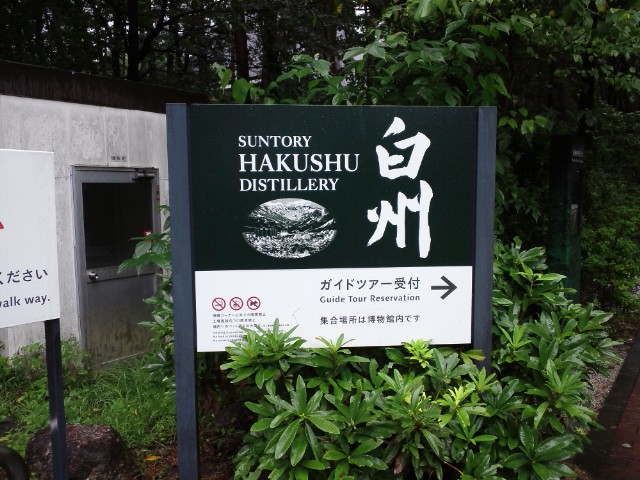 SUNTORY
HAKUSHU
DISTILLERY
白州
ガイドツアー受付 →
Guide Tour Reservation
集合場所は博物館内です
ください
walk way.